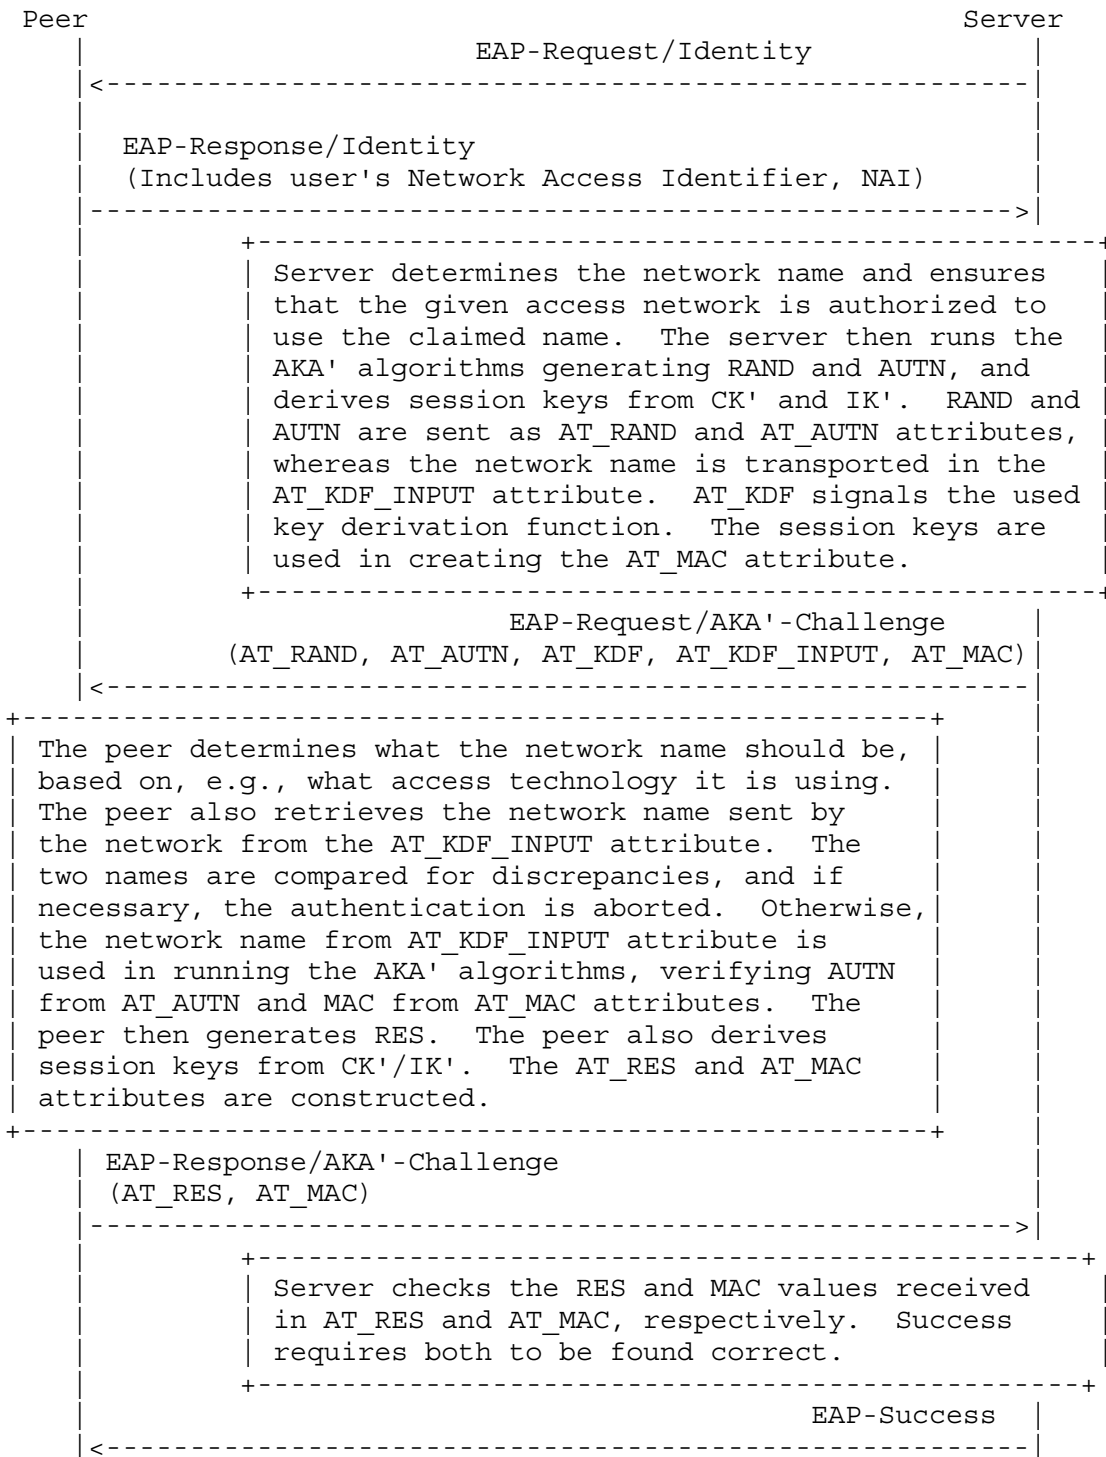 Peer Server
EAP-Request/Identity
EAP-Response/Identity
(Includes user's Network Access Identifier, NAI)
Server determines the network name and ensures
that the given access network is authorized to
use the claimed name. The server then runs the
AKA' algorithms generating RAND and AUTN, and
derives session keys from CK' and IK'. RAND and
AUTN are sent as AT_RAND and AT_AUTN attributes,
whereas the network name is transported in the
AT_KDF_INPUT attribute. AT_KDF signals the used
key derivation function. The session keys are
used in creating the AT_MAC attribute.
EAP-Request/AKA'-Challenge
(AT_RAND, AT_AUTN, AT_KDF, AT_KDF_INPUT, AT_MAC)
The peer determines what the network name should be,
based on, e.g., what access technology it is using.
The peer also retrieves the network name sent by
the network from the AT_KDF_INPUT attribute. The
two names are compared for discrepancies, and if
necessary, the authentication is aborted. Otherwise,
the network name from AT_KDF_INPUT attribute is
used in running the AKA' algorithms, verifying AUTN
from AT_AUTN and MAC from AT_MAC attributes. The
peer then generates RES. The peer also derives
session keys from CK'/IK'. The AT_RES and AT_MAC
attributes are constructed.
EAP-Response/AKA'-Challenge
(AT_RES, AT_MAC)
Server checks the RES and MAC values received
in AT_RES and AT_MAC, respectively. Success
requires both to be found correct.
EAP-Success